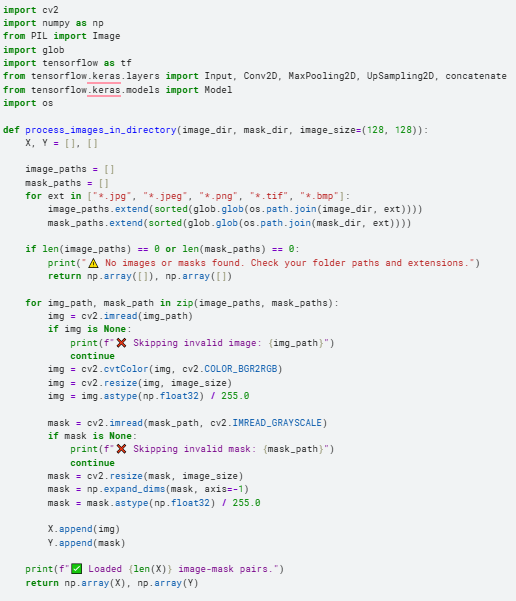 import cv2
import numpy as np
from PIL import Image
import glob
import tensorflow as tf
from tensorflow.keras.layers import Input, Conv2D, MaxPooling2D, UpSampling2D, concatenate
from tensorflow.keras.models import Model
import os

def process_images_in_directory(image_dir, mask_dir, image_size=(128, 128)):
    X, Y = [], []

    image_paths = []
    mask_paths = []
    for ext in ["*.jpg", "*.jpeg", "*.png", "*.tif", "*.bmp"]:
        image_paths.extend(sorted(glob.glob(os.path.join(image_dir, ext))))
        mask_paths.extend(sorted(glob.glob(os.path.join(mask_dir, ext))))

    if len(image_paths) == 0 or len(mask_paths) == 0:
        print("⚠️ No images or masks found. Check your folder paths and extensions.")
        return np.array([]), np.array([])

    for img_path, mask_path in zip(image_paths, mask_paths):
        img = cv2.imread(img_path)
        if img is None:
            print(f"❌ Skipping invalid image: {img_path}")
            continue
        img = cv2.cvtColor(img, cv2.COLOR_BGR2RGB)
        img = cv2.resize(img, image_size)
        img = img.astype(np.float32) / 255.0

        mask = cv2.imread(mask_path, cv2.IMREAD_GRAYSCALE)
        if mask is None:
            print(f"❌ Skipping invalid mask: {mask_path}")
            continue
        mask = cv2.resize(mask, image_size)
        mask = np.expand_dims(mask, axis=-1)
        mask = mask.astype(np.float32) / 255.0

        X.append(img)
        Y.append(mask)

    print(f"✅ Loaded {len(X)} image-mask pairs.")
    return np.array(X), np.array(Y)